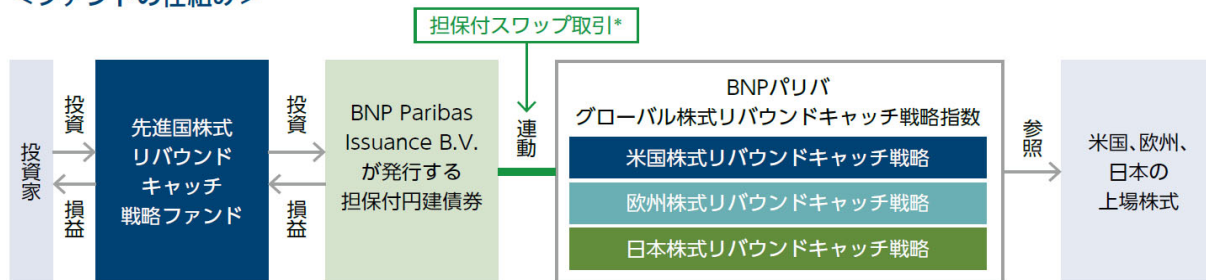 <ファンドの仕組み>
担保付スワップ取引*
投資家
投資
損益
先進国株式
リバウンド
キャッチ
戦略ファンド
投資
損益
BNP Paribas
Issuance B.V.
が発行する
担保付円建債券
連動
BNPパリバ
グローバル株式リバウンドキャッチ戦略指数
米国株式リバウンドキャッチ戦略
欧州株式リバウンドキャッチ戦略
日本株式リバウンドキャッチ戦略
参照
米国、欧州、
日本の
上場株式